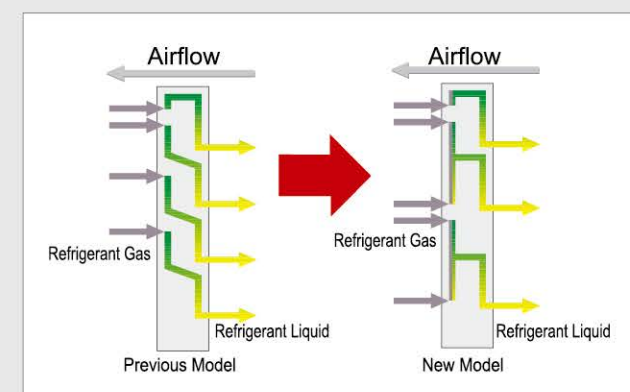 Airflow
Airflow
Refrigerant Gas
Refrigerant Gas
Refrigerant Liquid
Refrigerant Liquid
Previous Model
New Model